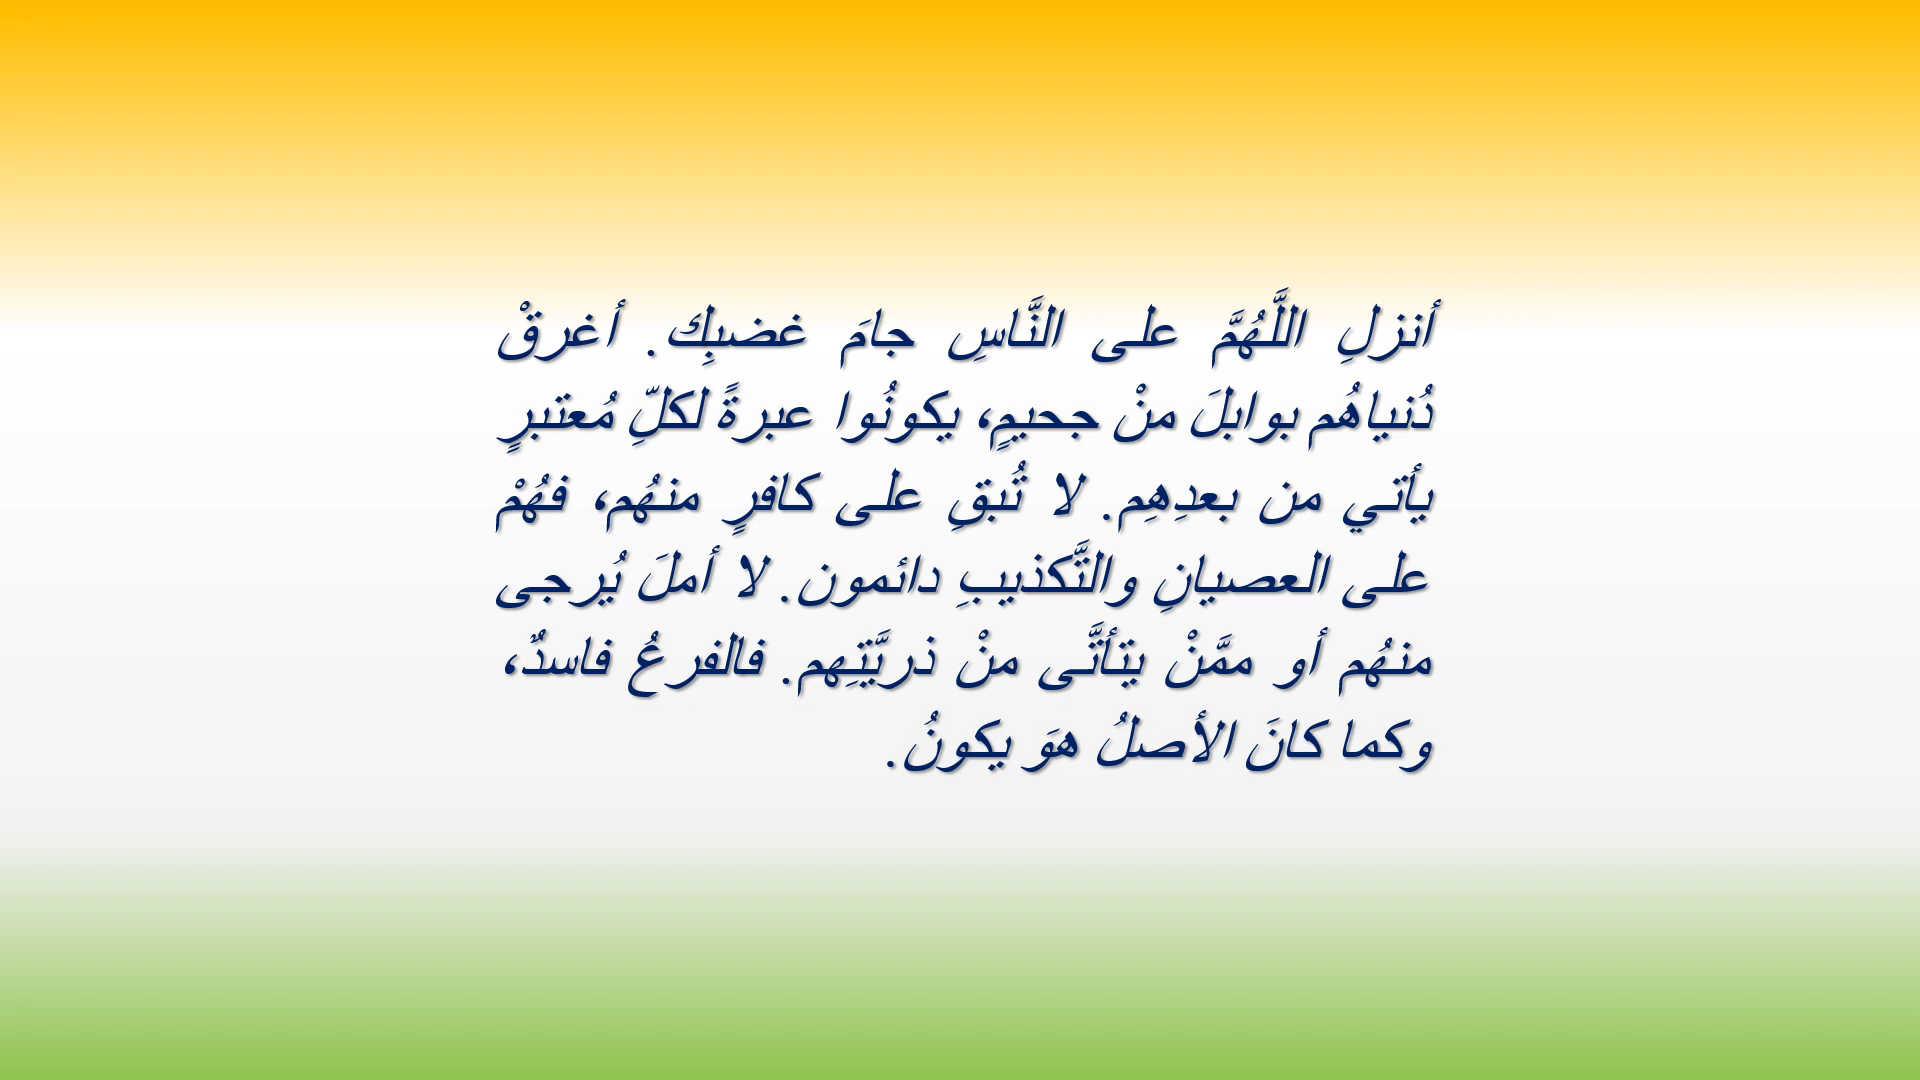 أنزلِ اللَّهُمَّ على النَّاسِ جامَ غضبِك. أغرقْ
دُنياهُم بوابلَ منْ جحيمٍ، يكونُوا عبرةً لكلِّ مُعتبرٍ
يأتي من بعدِهِم. لا تُبقِ على كافرٍ منهُم، فهُمْ
على العصيانِ والتَّكذيبِ دائمون. لا أملَ يُرجى
منهُم أو ممَّنْ يتأتَّى منْ ذريَّتِهم. فالفرعُ فاسدٌ،
وكما كانَ الأصلُ هوَ يكونُ.